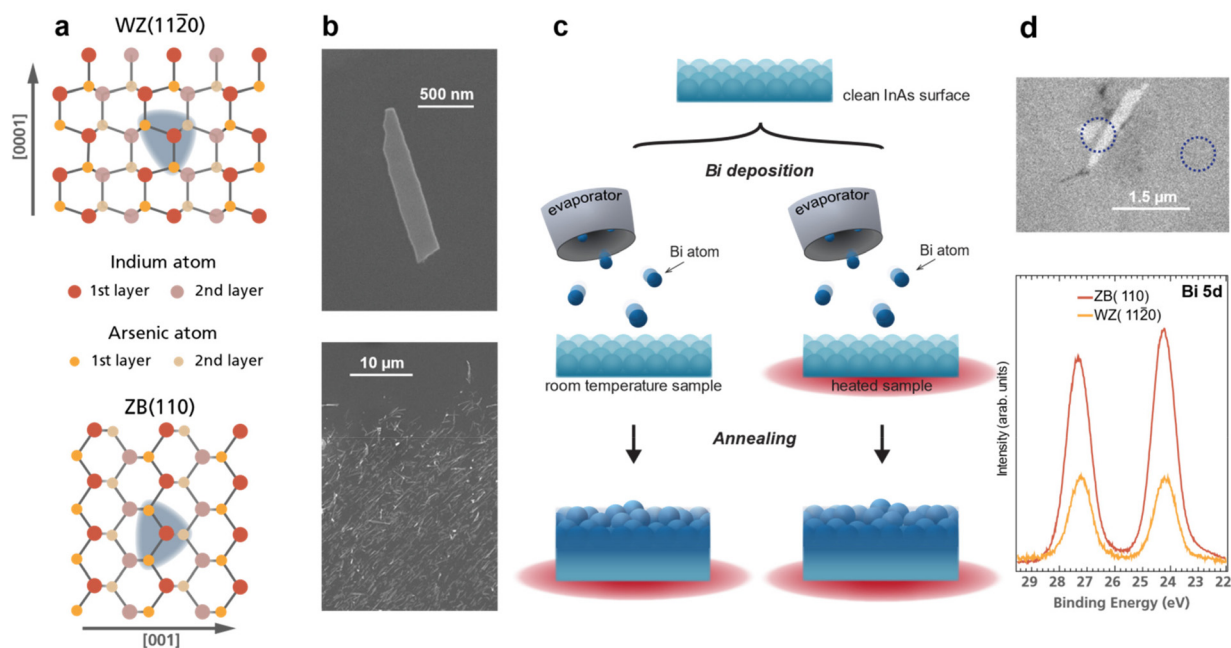 a
WZ(112̄0)
[0001]
Indium atom
1st layer
2nd layer
Arsenic atom
1st layer
2nd layer
ZB(110)
[001]
b
500 nm
10 µm
c
clean InAs surface
Bi deposition
evaporator
Bi atom
evaporator
Bi atom
room temperature sample
heated sample
Annealing
d
1.5 µm
Bi 5d
ZB( 110)
WZ( 112̄0)
Intensity (arab. units)
29 28 27 26 25 24 23 22
Binding Energy (eV)